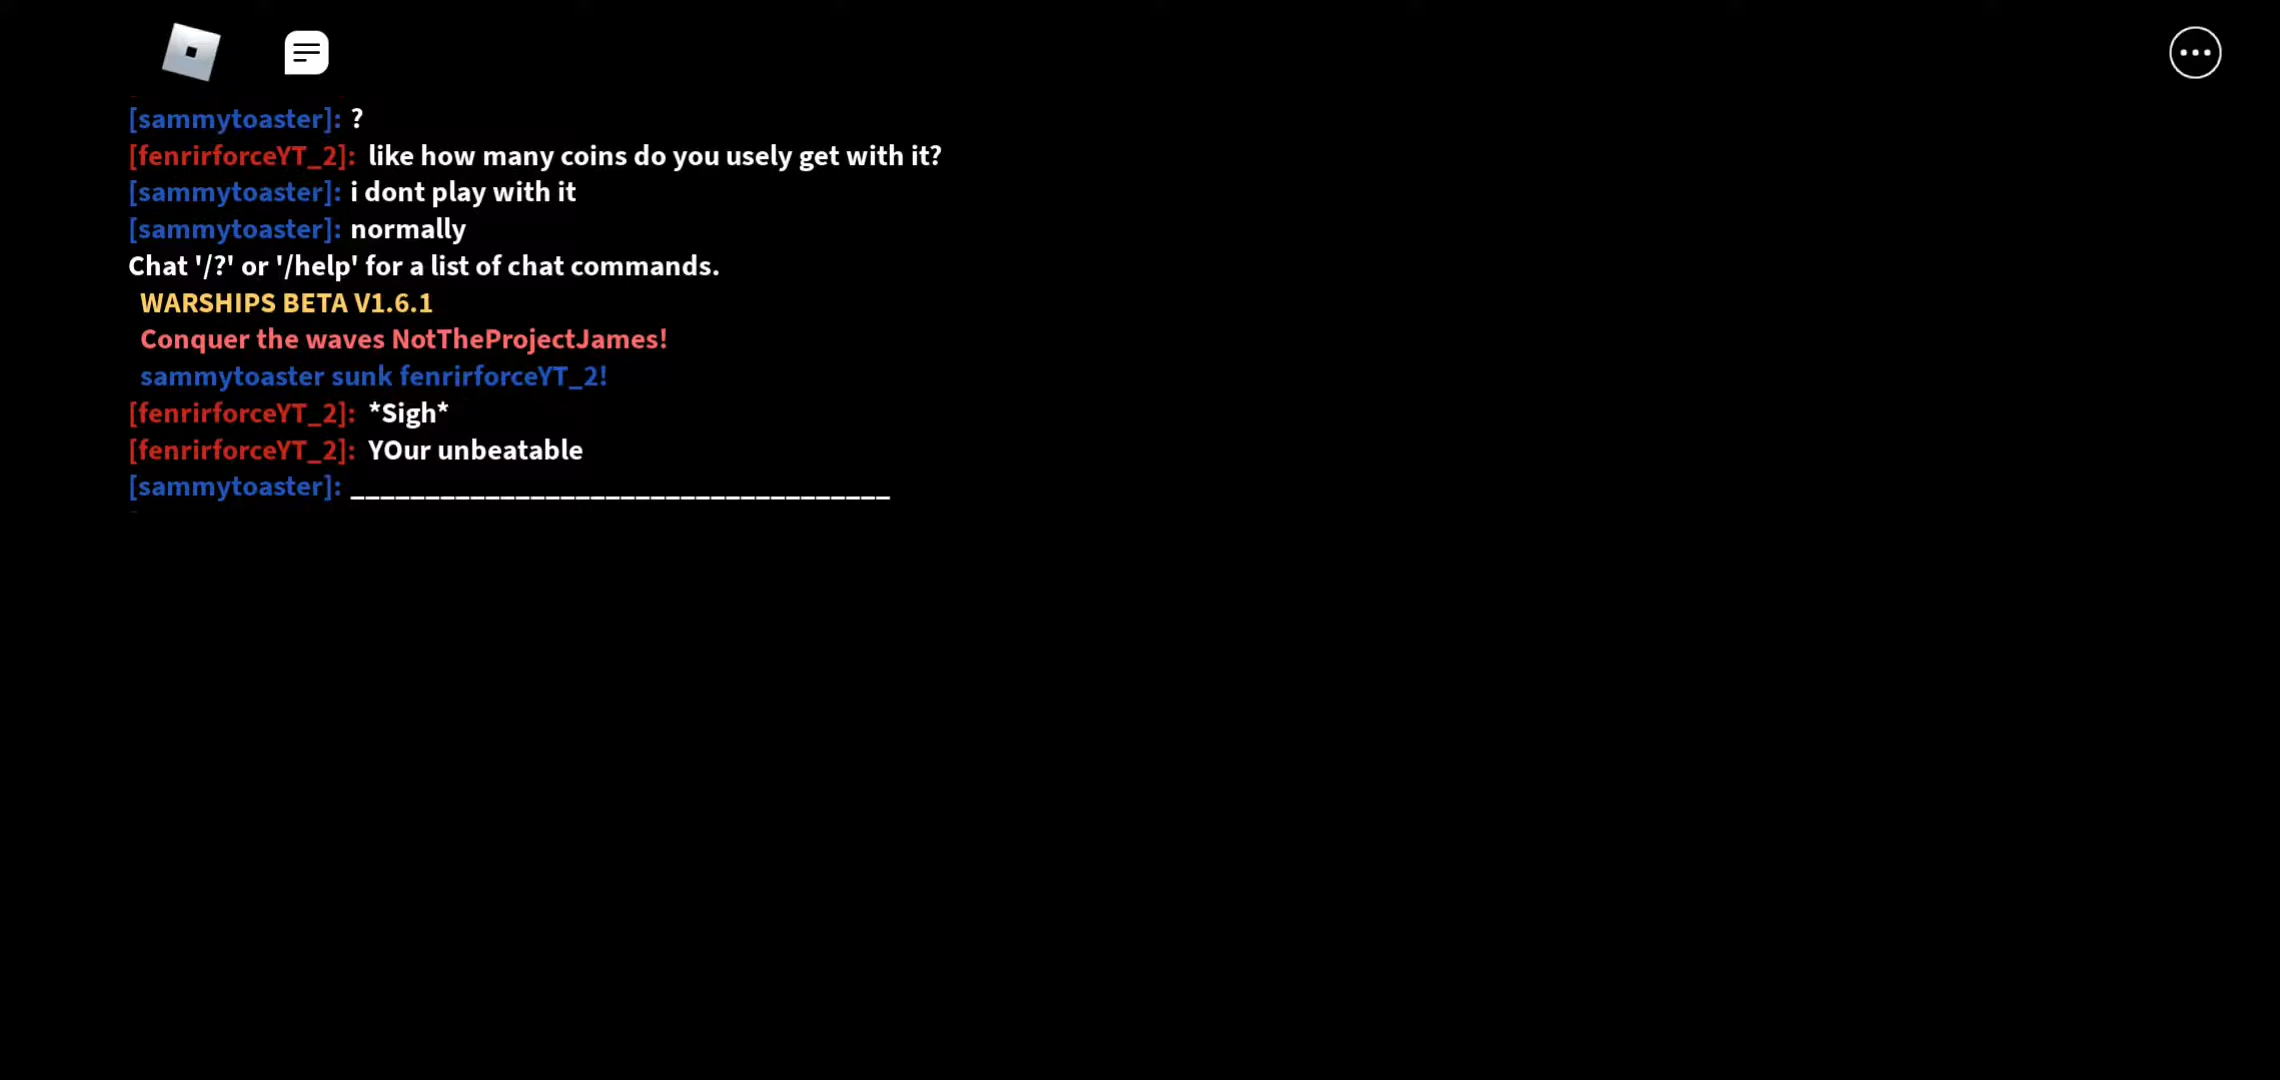 [sammytoaster]: ?
[fenrirforceYT_2]: like how many coins do you usely get with it?
[sammytoaster]: i dont play with it
[sammytoaster]: normally
Chat '/?' or '/help' for a list of chat commands.
WARSHIPS BETA V1.6.1
Conquer the waves NotTheProjectJames!
sammytoaster sunk fenrirforceYT_2!
[fenrirforceYT_2]: *Sigh*
[fenrirforceYT_2]: YOur unbeatable
[sammytoaster]: ____________________________________